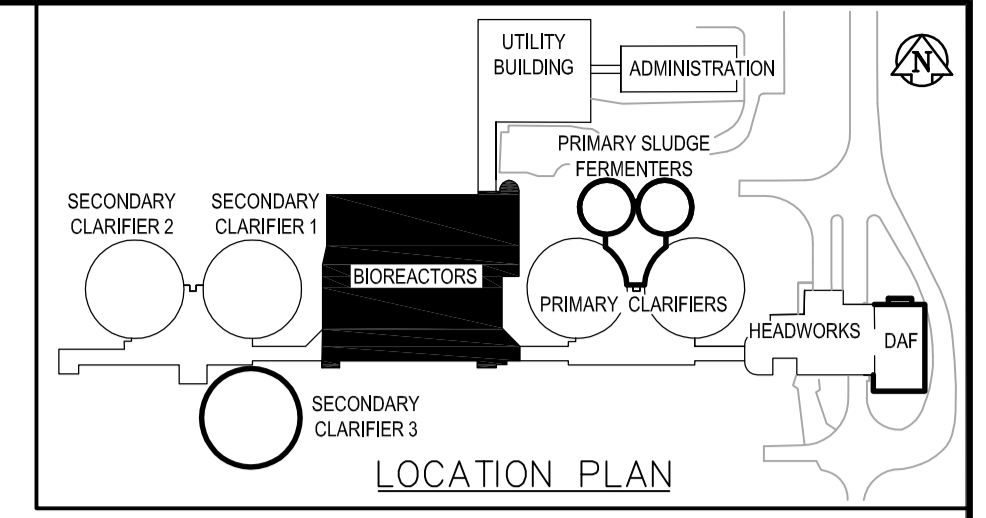 UTILITY
BUILDING
ADMINISTRATION
N
PRIMARY SLUDGE
FERMENTERS
SECONDARY
CLARIFIER 2
SECONDARY
CLARIFIER 1
BIOREACTORS
PRIMARY CLARIFIERS
HEADWORKS
DAF
SECONDARY
CLARIFIER 3
LOCATION PLAN